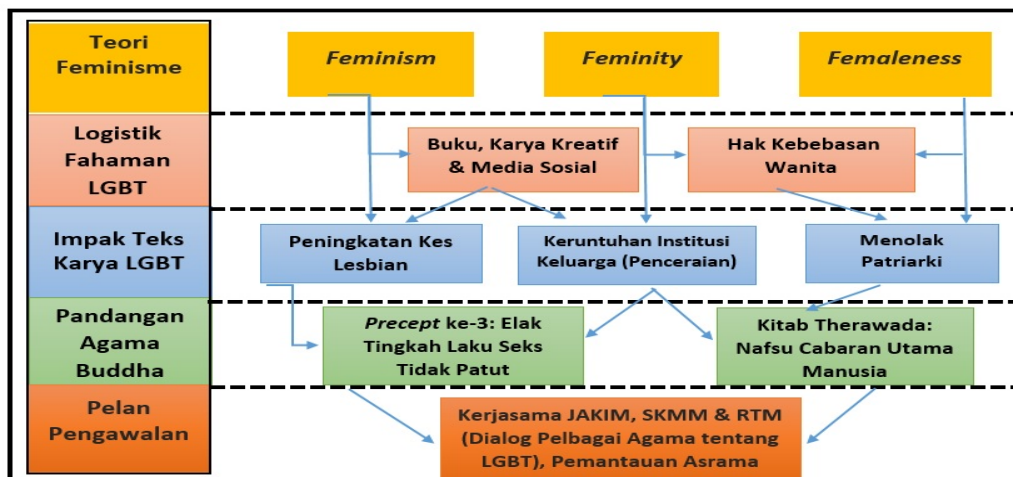 Teori
Feminisme
Feminism
Feminity
Femaleness
Logistik
Fahaman
LGBT
Buku, Karya Kreatif
& Media Sosial
Hak Kebebasan
Wanita
Impak Teks
Karya LGBT
Peningkatan Kes
Lesbian
Keruntuhan Institusi
Keluarga (Penceraian)
Menolak
Patriarki
Pandangan
Agama
Buddha
Precept ke-3: Elak
Tingkah Laku Seks
Tidak Patut
Kitab Therawada:
Nafsu Cabaran Utama
Manusia
Pelan
Pengawalan
Kerjasama JAKIM, SKMM & RTM
(Dialog Pelbagai Agama tentang
LGBT), Pemantauan Asrama